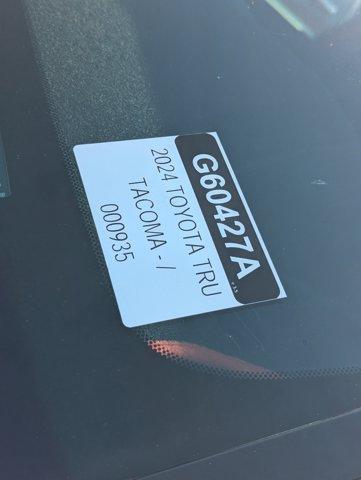 G60427A
2024 TOYOTA TRU
TACOMA - /
000935